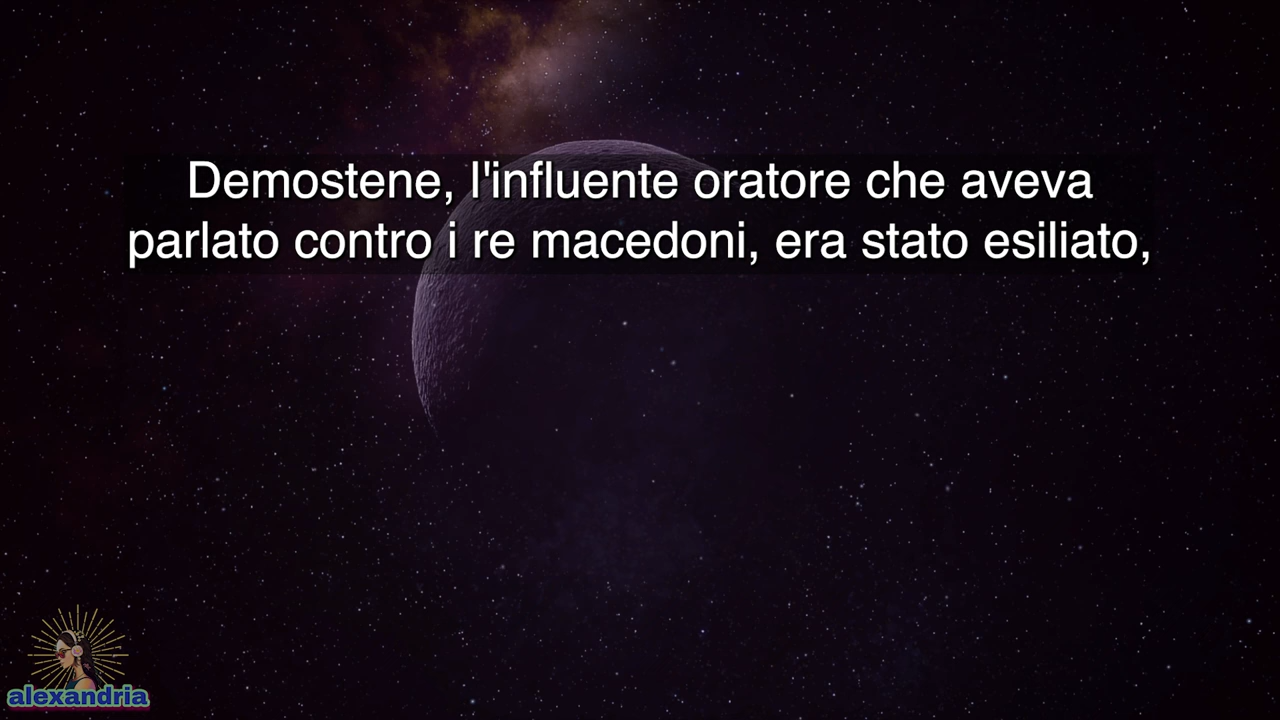 Demostene, l'influente oratore che aveva
parlato contro i re macedoni, era stato esiliato,
alexandria